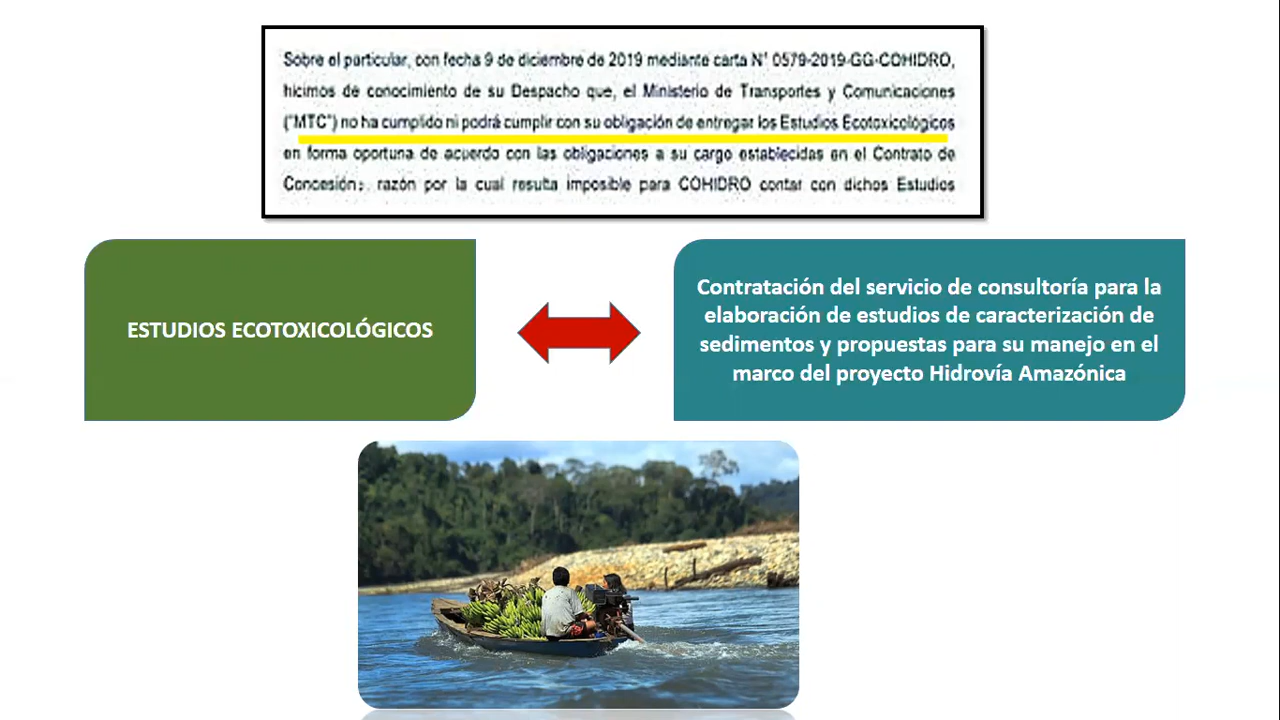 Sobre el particular, con fecha 9 de diciembre de 2019 mediante carta N° 0579-2019-GG-COHIDRO,
hicimos de conocimiento de su Despacho que, el Ministerio de Transportes y Comunicaciones
("MTC") no ha cumplido ni podrá cumplir con su obligación de entregar los Estudios Ecotoxicológicos
en forma oportuna de acuerdo con las obligaciones a su cargo establecidas en el Contrato de
Concesión;, razón por la cual resulta imposible para COHIDRO contar con dichos Estudios
ESTUDIOS ECOTOXICOLÓGICOS
Contratación del servicio de consultoría para la
elaboración de estudios de caracterización de
sedimentos y propuestas para su manejo en el
marco del proyecto Hidrovía Amazónica